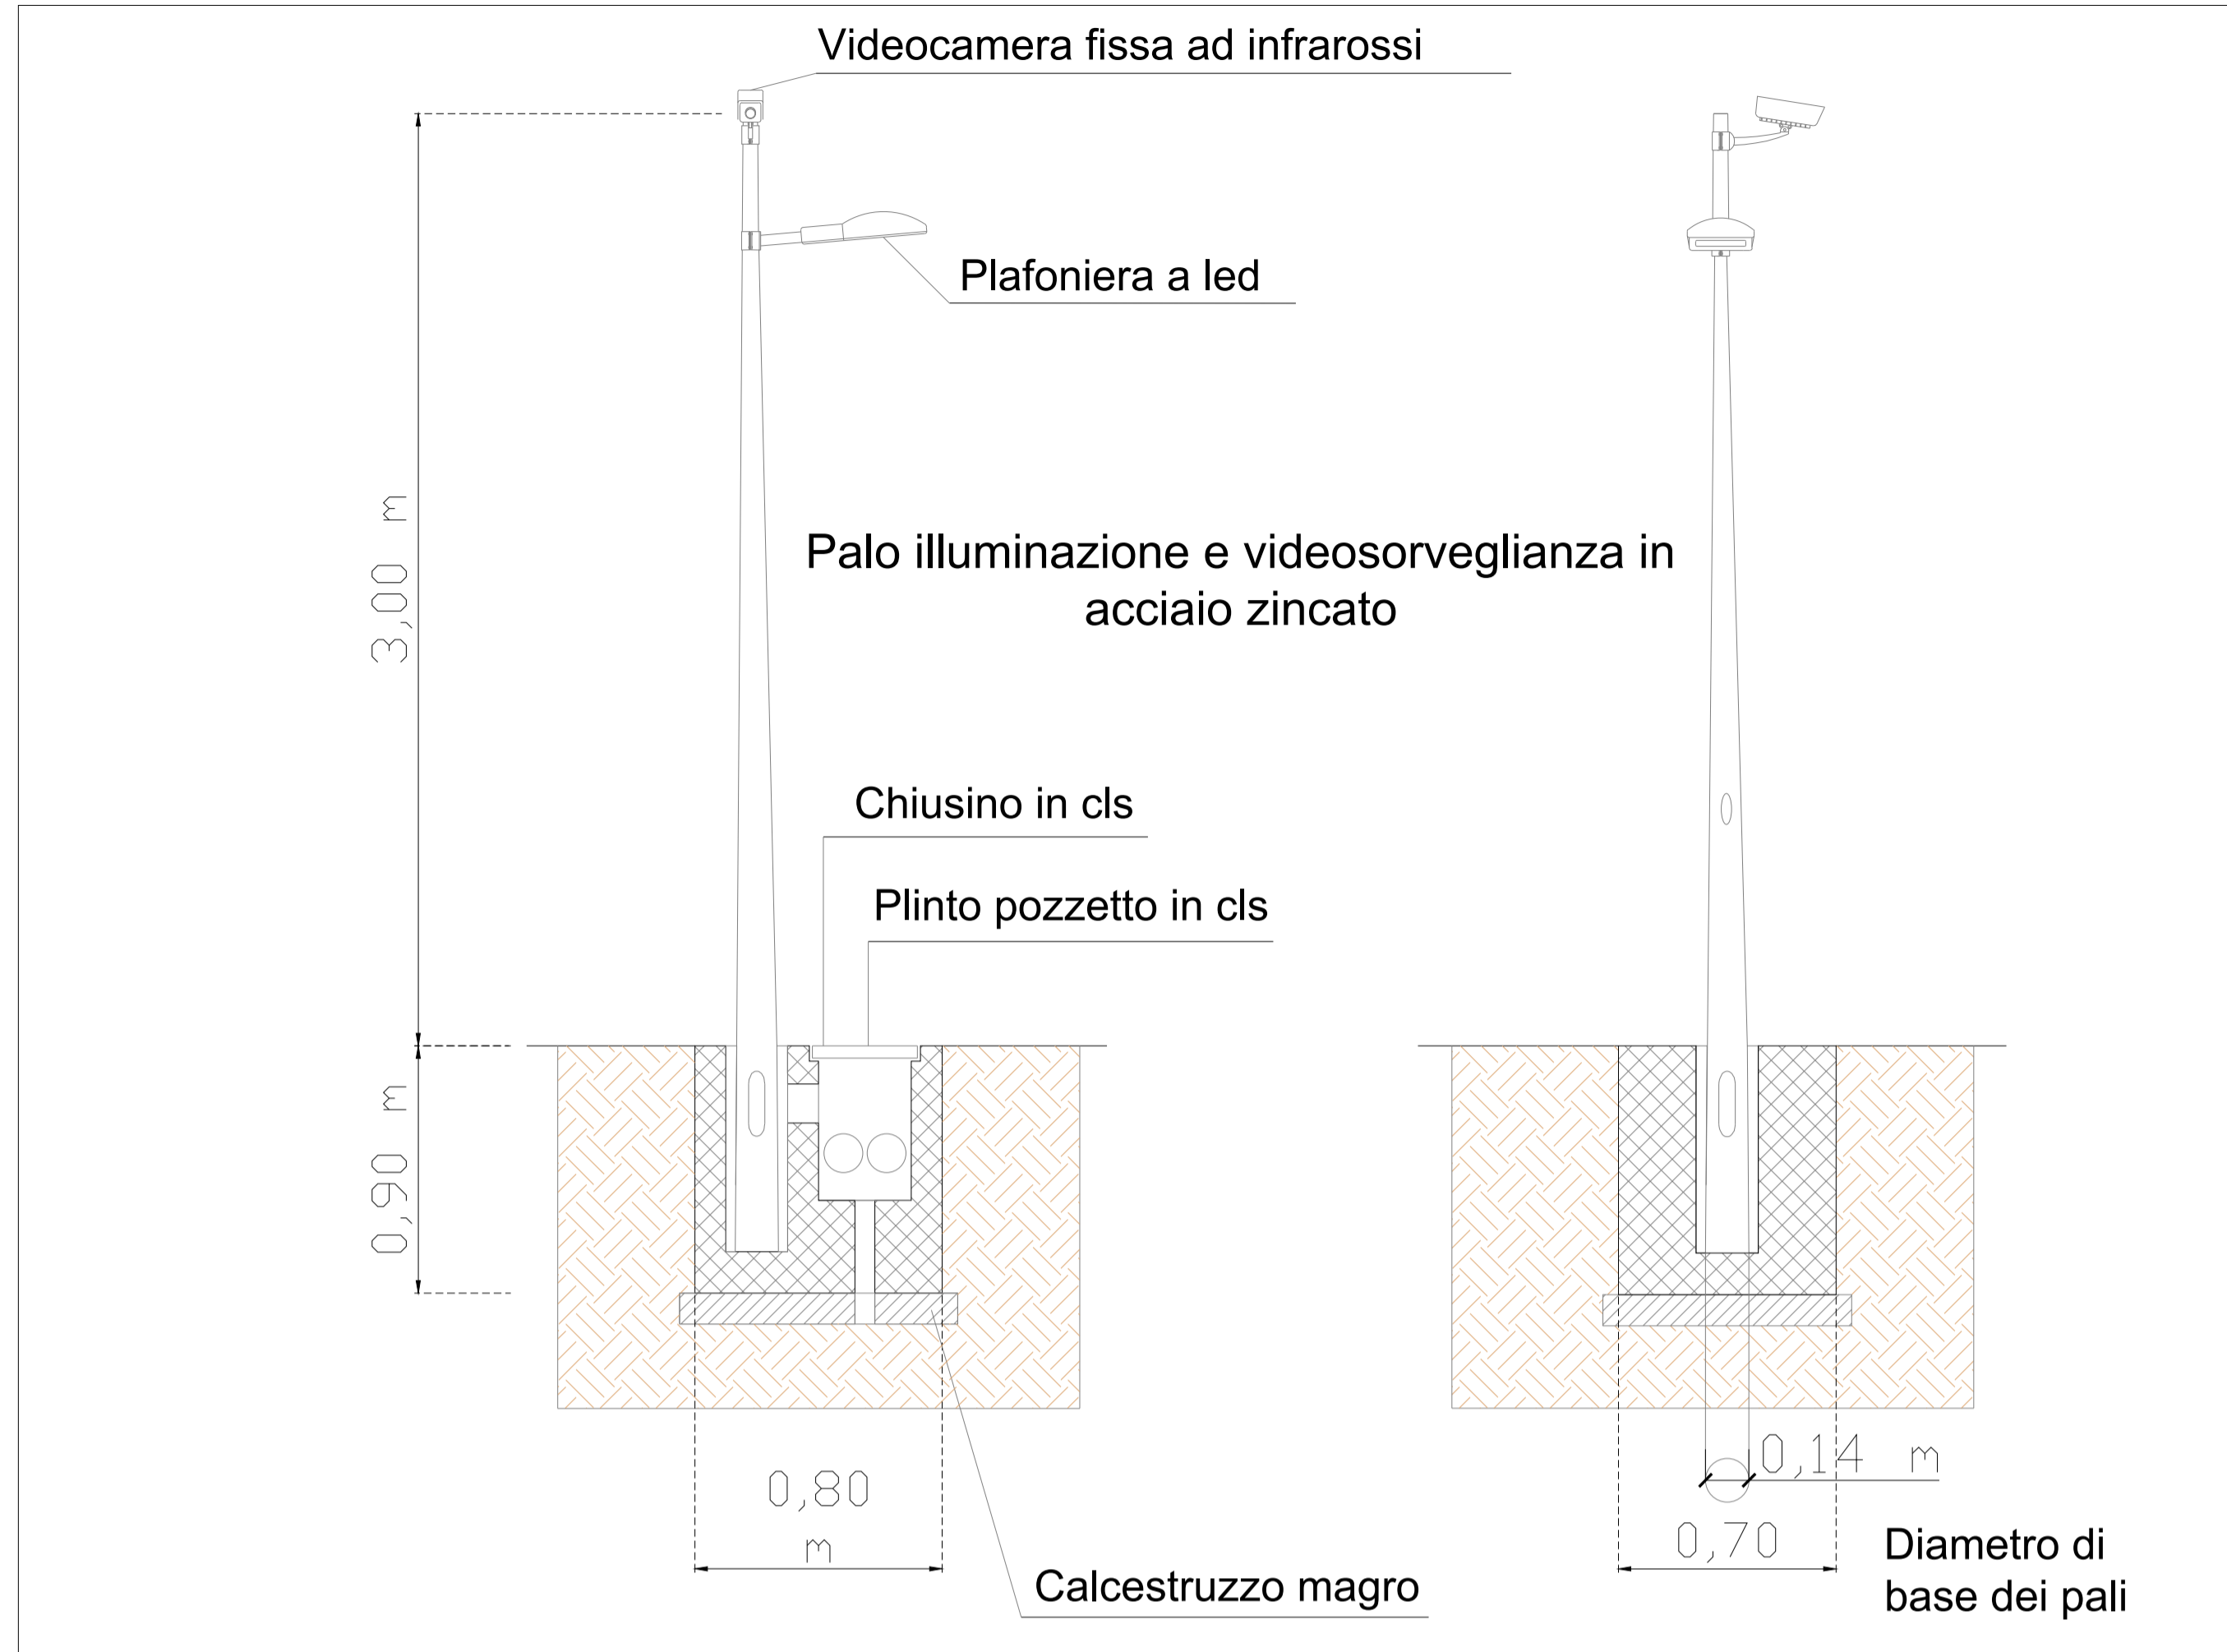 Videocamera fissa ad infrarossi
Plafoniera a led
3,00 m
Palo illuminazione e videosorveglianza in
acciaio zincato
Chiusino in cls
Plinto pozzetto in cls
0,90 m
0,80
m
Calcestruzzo magro
0,14 m
0,70
Diametro di
base dei pali